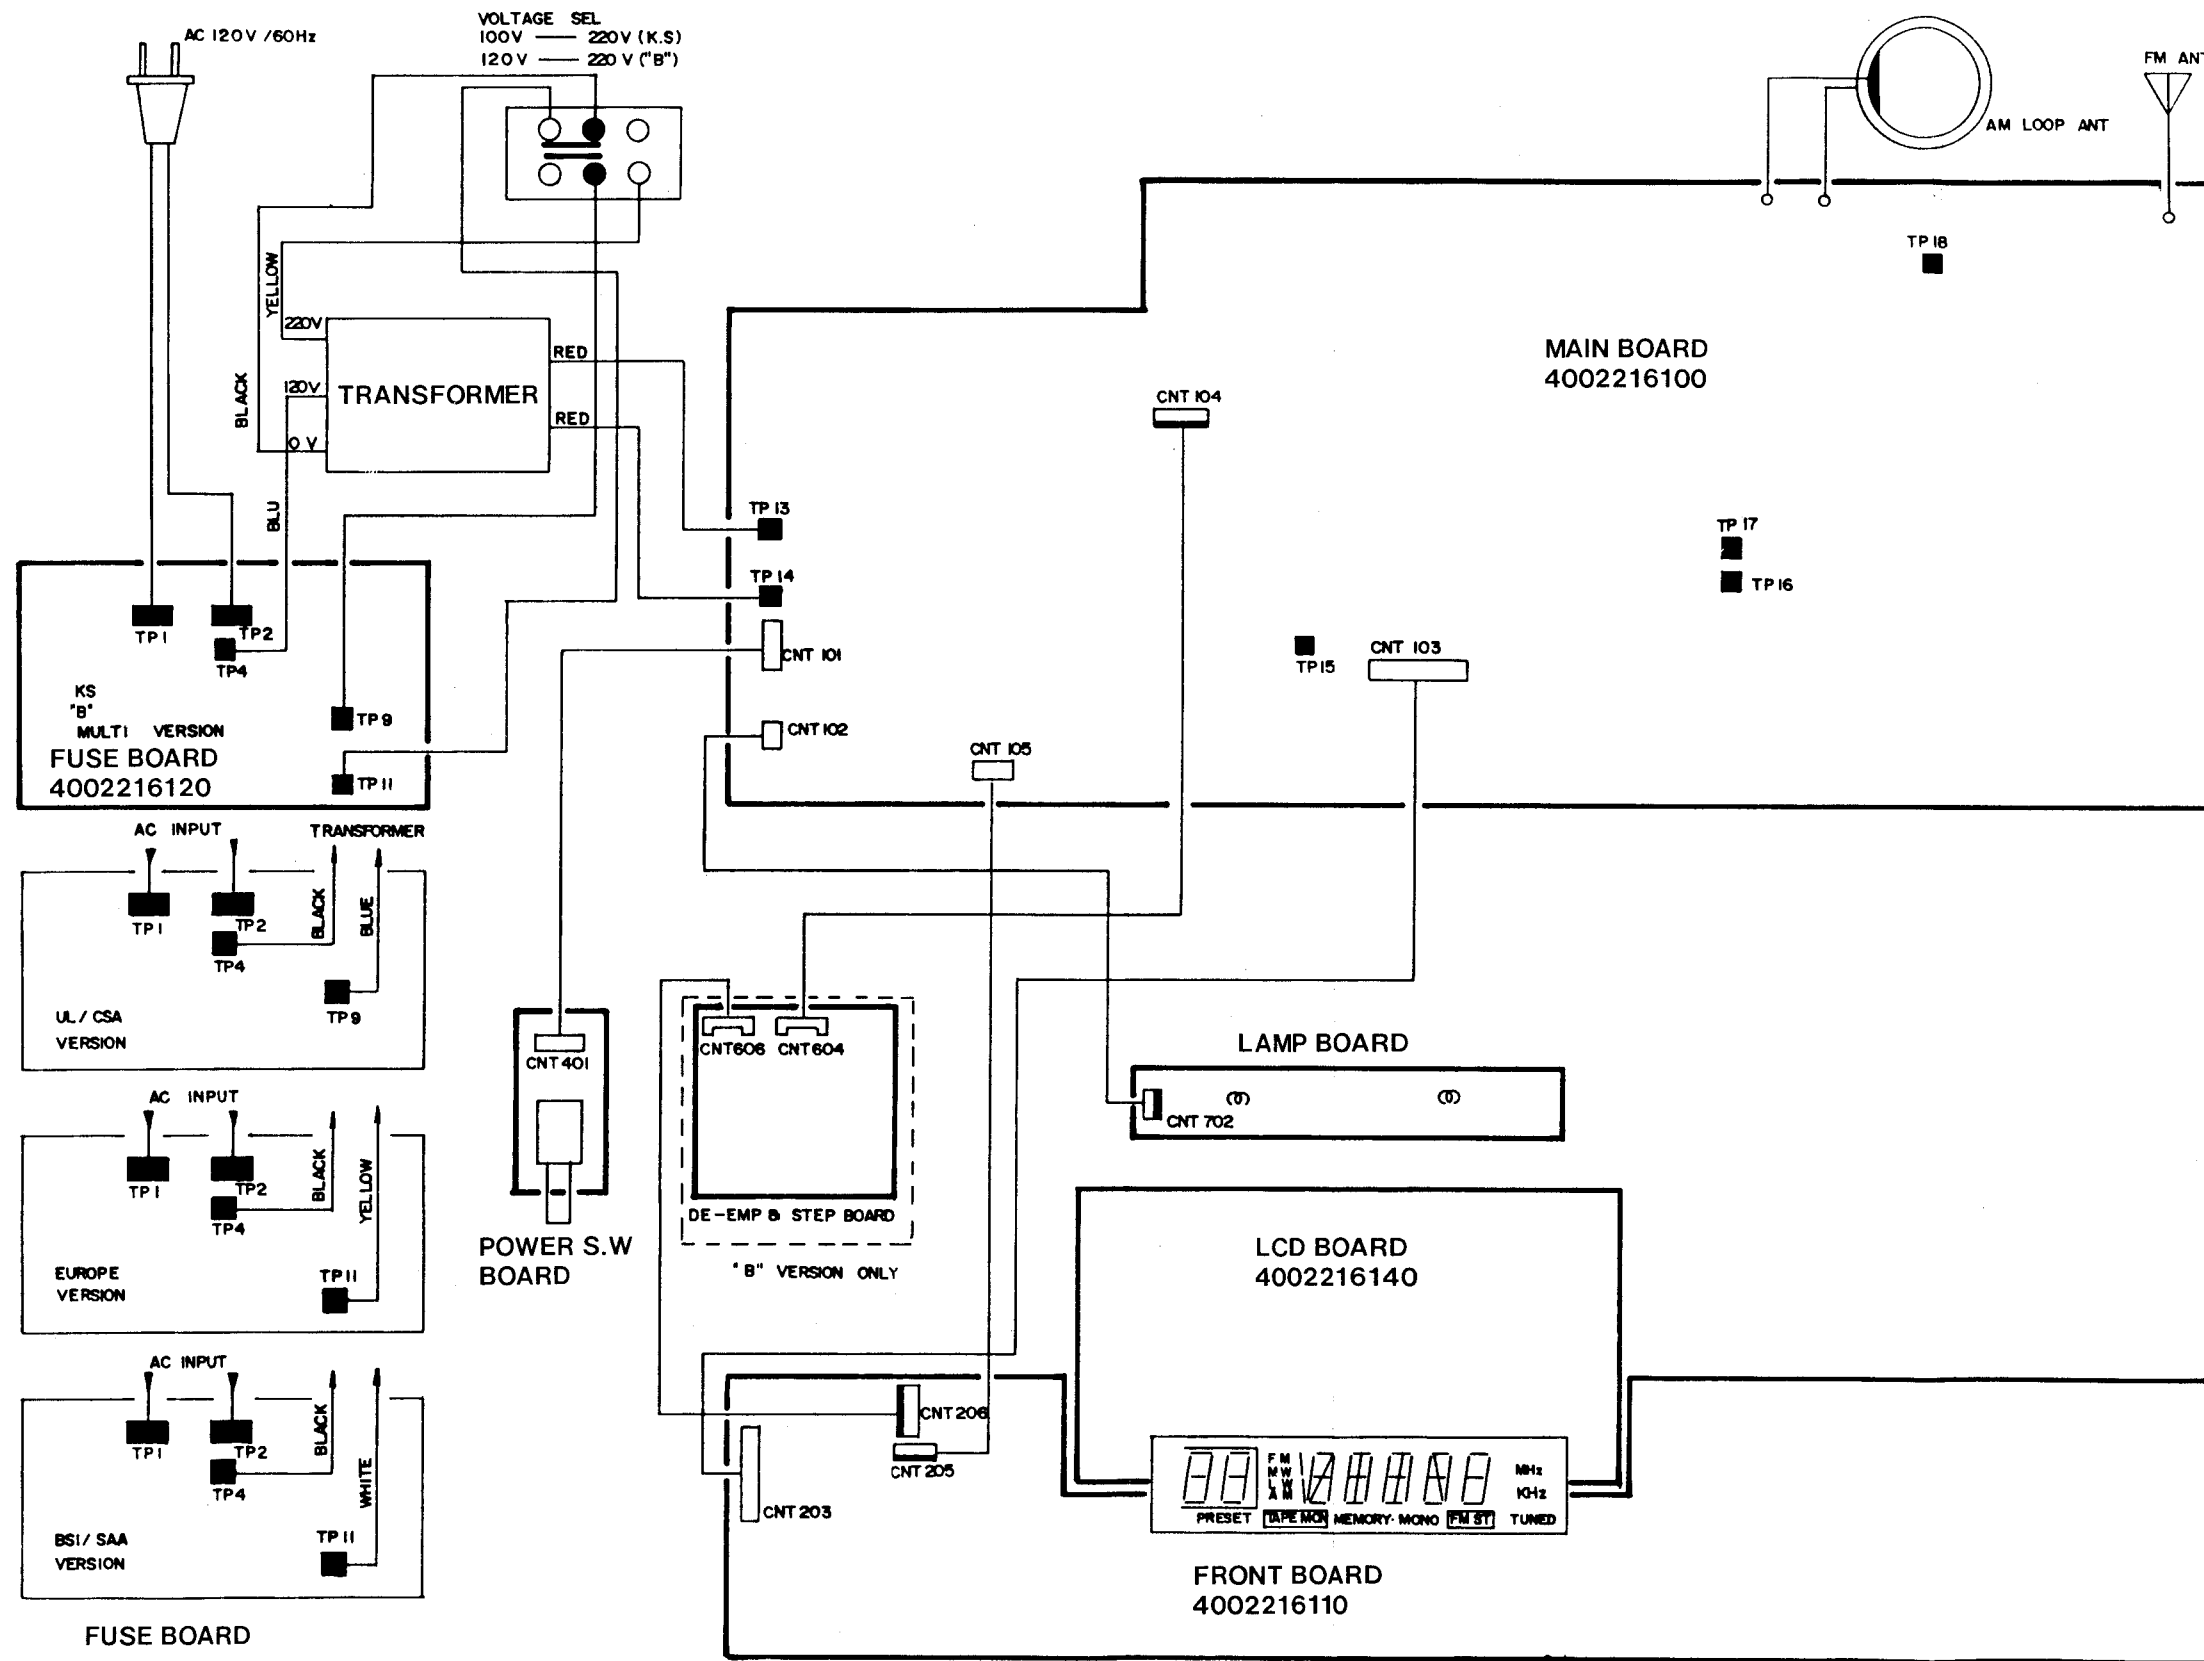 AC 120V /60Hz
VOLTAGE SEL
100V — 220V (K.S)
120V — 220V ("B")
AM LOOP ANT
FM ANT
TP 18
YELLOW
220V
BLACK
120V
TRANSFORMER
0 V
RED
RED
BLU
MAIN BOARD
4002216100
CNT 104
TP 13
TP 14
CNT 101
CNT 102
CNT 105
TP 17
TP 16
TP 15
CNT 103
TP 1
TP2
TP4
KS
"B"
MULTI VERSION
FUSE BOARD
4002216120
TP 9
TP 11
AC INPUT
TRANSFORMER
TP 1
TP2
TP4
BLACK
BLUE
TP 9
UL / CSA
VERSION
AC INPUT
TP 1
TP2
TP4
BLACK
YELLOW
TP 11
EUROPE
VERSION
AC INPUT
TP 1
TP2
TP4
BLACK
WHITE
TP 11
BSI / SAA
VERSION
FUSE BOARD
CNT 401
POWER S.W
BOARD
CNT606
CNT604
DE-EMP & STEP BOARD
"B" VERSION ONLY
LAMP BOARD
CNT 702
LCD BOARD
4002216140
CNT 206
CNT 205
CNT 203
FM
MW
LW
AM
MHz
KHz
PRESET TAPE MON MEMORY · MONO FM ST TUNED
FRONT BOARD
4002216110